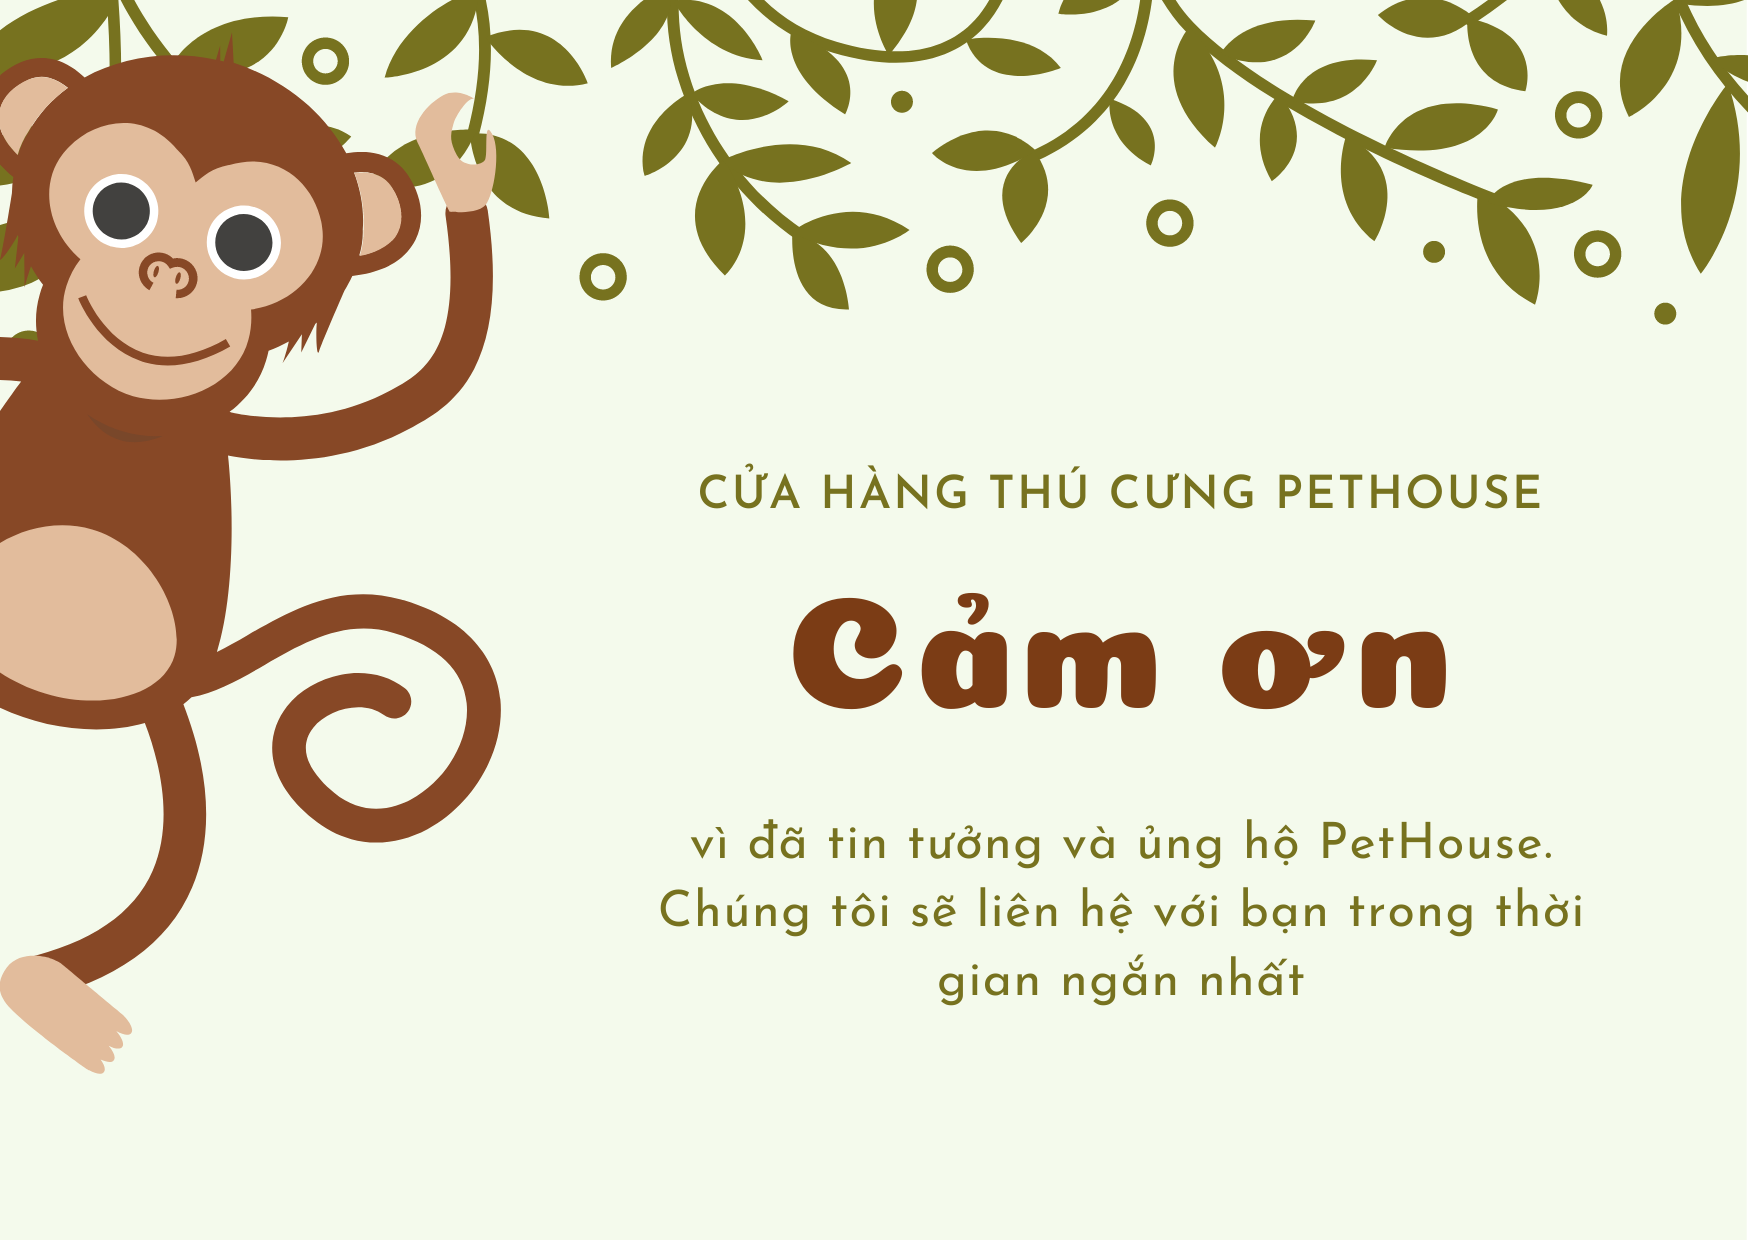 CỬA HÀNG THÚ CƯNG PETHOUSE
Cảm ơn
vì đã tin tưởng và ủng hộ PetHouse.
Chúng tôi sẽ liên hệ với bạn trong thời
gian ngắn nhất